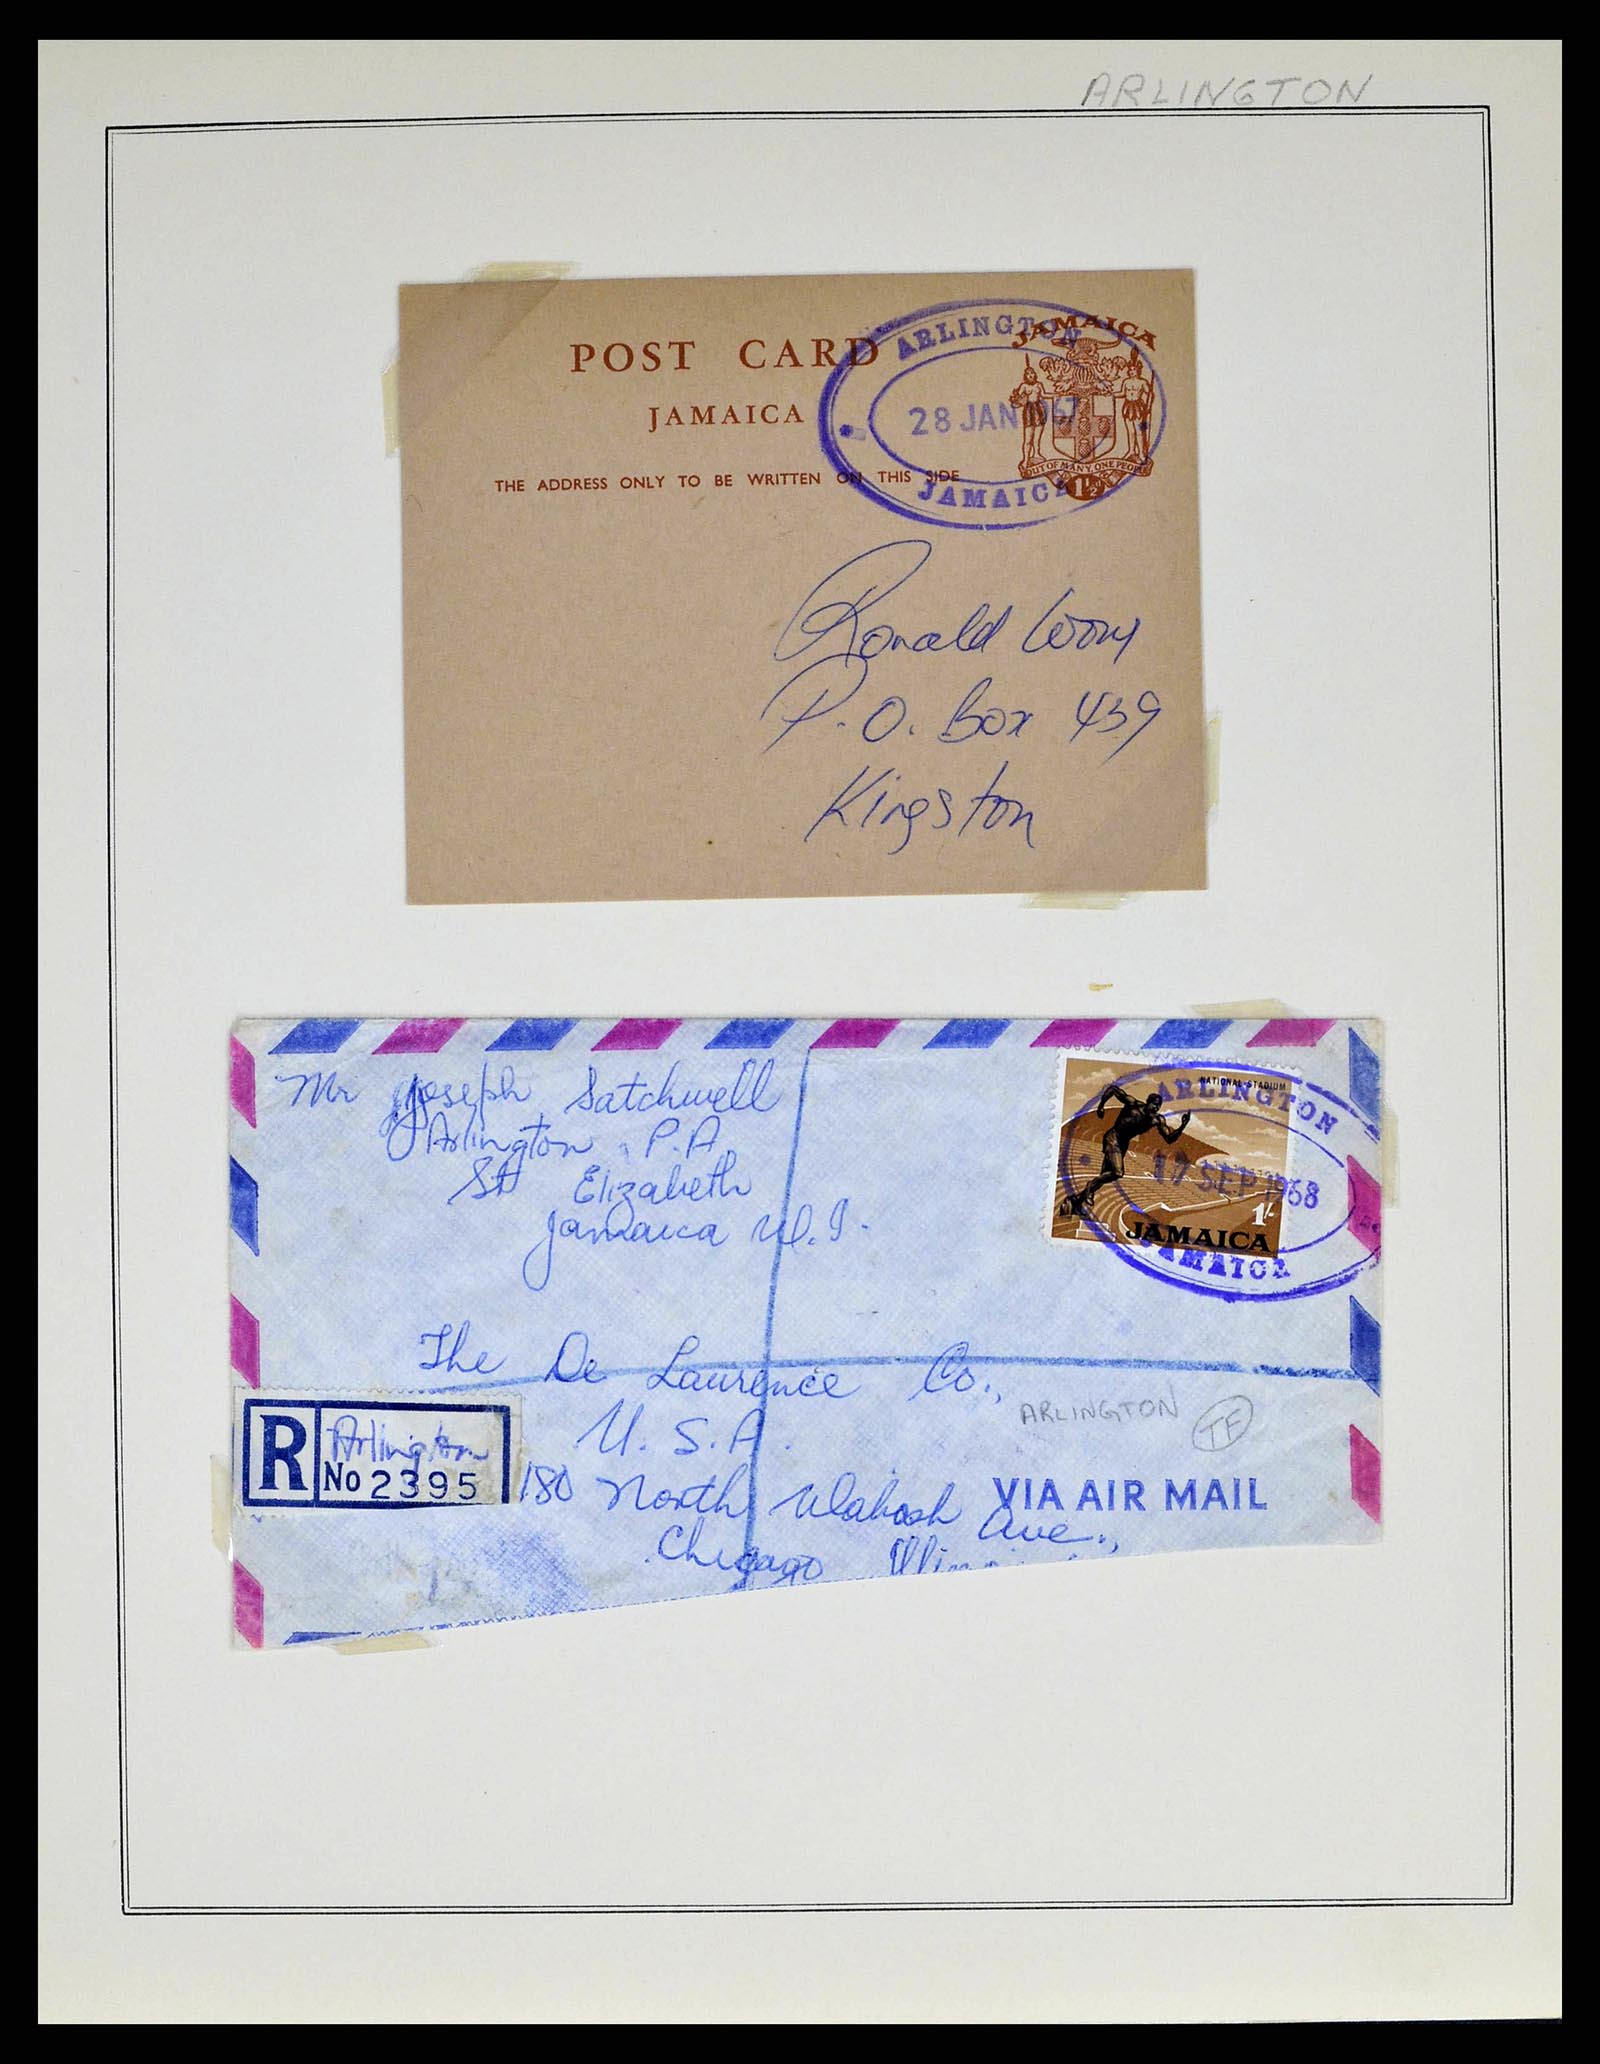 ARLINGTON
POST CARD
JAMAICA
THE ADDRESS ONLY TO BE WRITTEN ON THIS SIDE
ARLINGTON
28 JAN 1967
JAMAICA
JAMAICA
OUT OF MANY, ONE PEOPLE
1½
Ronald
P.O. Box 439
Kingston
Mr Joseph Satchwell
Arlington P.A.
St Elizabeth
Jamaica W.I.
NATIONAL STADIUM
1/-
JAMAICA
ARLINGTON
17 SEP 1968
JAMAICA
The De Laurence Co.,
U.S.A.
180 North Wabash Ave.,
Chicago
ARLINGTON
TF
VIA AIR MAIL
R
Arlington
No 2395